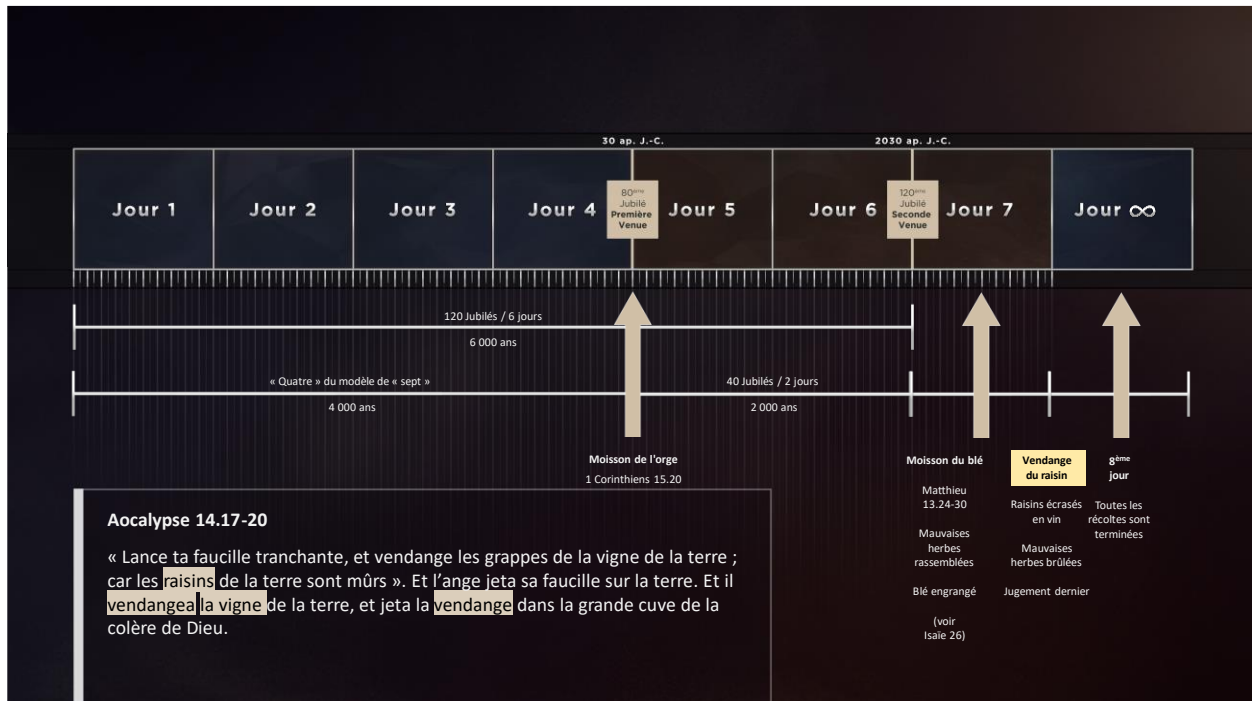 30 ap. J.-C.
2030 ap. J.-C.
Jour 1
Jour 2
Jour 3
Jour 4
80ème
Jubilé
Première
Venue
Jour 5
Jour 6
120ème
Jubilé
Seconde
Venue
Jour 7
Jour ∞
120 Jubilés / 6 jours
6 000 ans
« Quatre » du modèle de « sept »
4 000 ans
40 Jubilés / 2 jours
2 000 ans
Moisson de l'orge
1 Corinthiens 15.20
Moisson du blé
Matthieu
13.24-30
Mauvaises
herbes
rassemblées
Blé engrangé
(voir
Isaïe 26)
Vendange
du raisin
Raisins écrasés
en vin
Mauvaises
herbes brûlées
Jugement dernier
8ème
jour
Toutes les
récoltes sont
terminées
Aocalypse 14.17-20
« Lance ta faucille tranchante, et vendange les grappes de la vigne de la terre ;
car les raisins de la terre sont mûrs ». Et l’ange jeta sa faucille sur la terre. Et il
vendangea la vigne de la terre, et jeta la vendange dans la grande cuve de la
colère de Dieu.